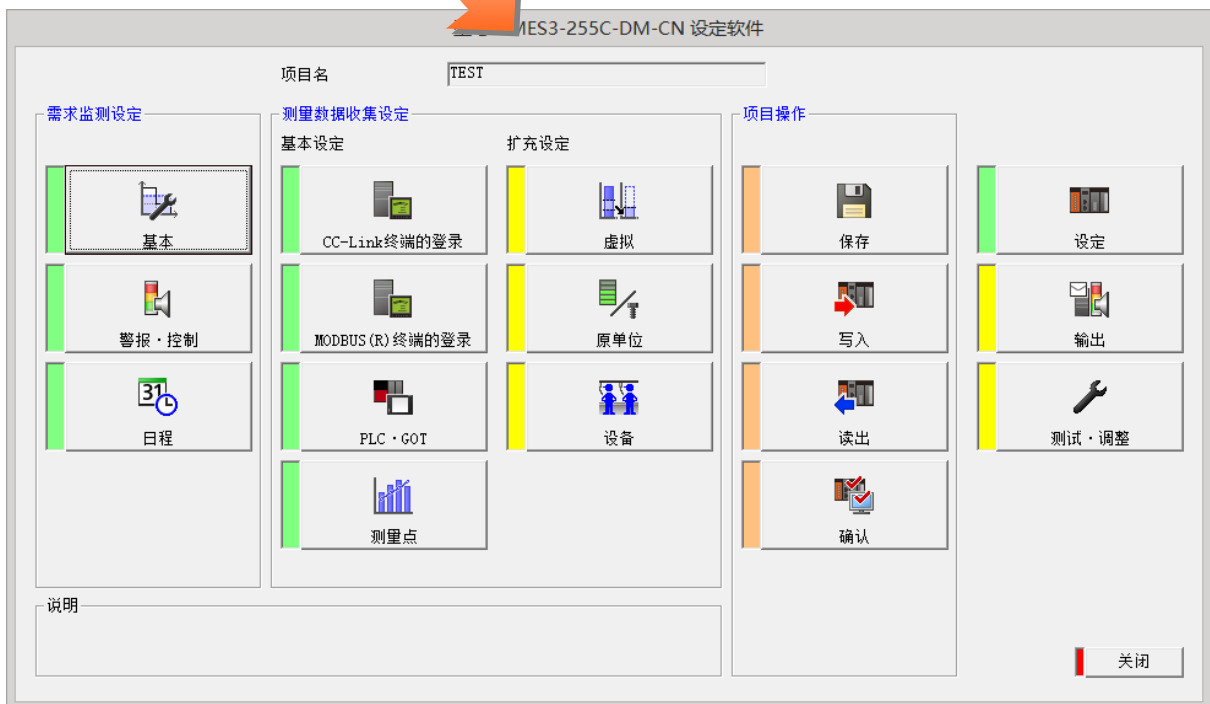 MES3-255C-DM-CN 设定软件
项目名
TEST
需求监测设定
测量数据收集设定
项目操作
基本设定
扩充设定
基本
CC-Link终端的登录
虚拟
保存
设定
警报·控制
MODBUS(R)终端的登录
原单位
写入
输出
31
日程
PLC·GOT
设备
读出
测试·调整
测量点
确认
说明
关闭